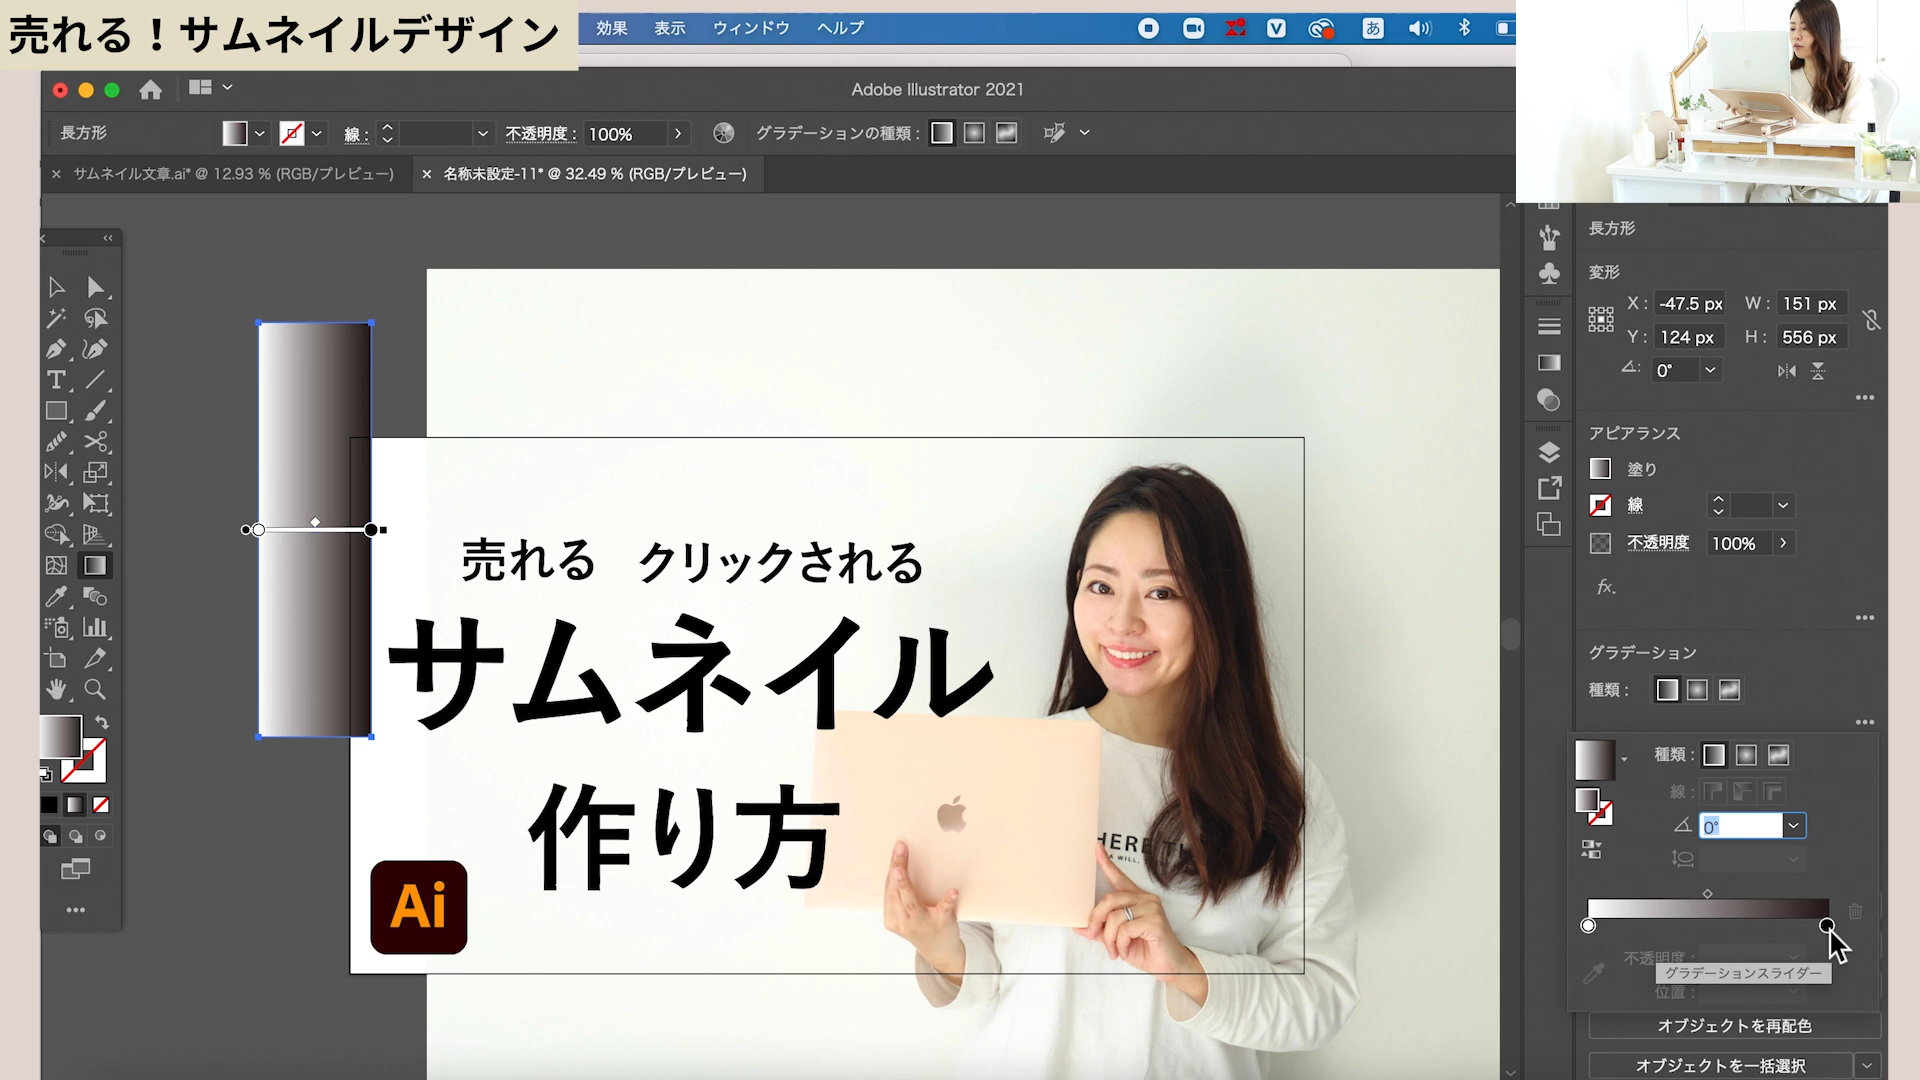 売れる！サムネイルデザイン
効果 表示 ウィンドウ ヘルプ
V
あ
Adobe Illustrator 2021
長方形
線：
不透明度： 100%
グラデーションの種類：
× サムネイル文章.ai* @ 12.93 % (RGB/プレビュー)
× 名称未設定-11* @ 32.49 % (RGB/プレビュー)
売れる クリックされる
サムネイル
作り方
Ai
長方形
変形
X： -47.5 px W： 151 px
Y： 124 px H： 556 px
0°
アピアランス
塗り
線
不透明度 100%
fx.
グラデーション
種類：
種類：
線：
0°
不透明度：
グラデーションスライダー
位置：
オブジェクトを再配色
オブジェクトを一括選択